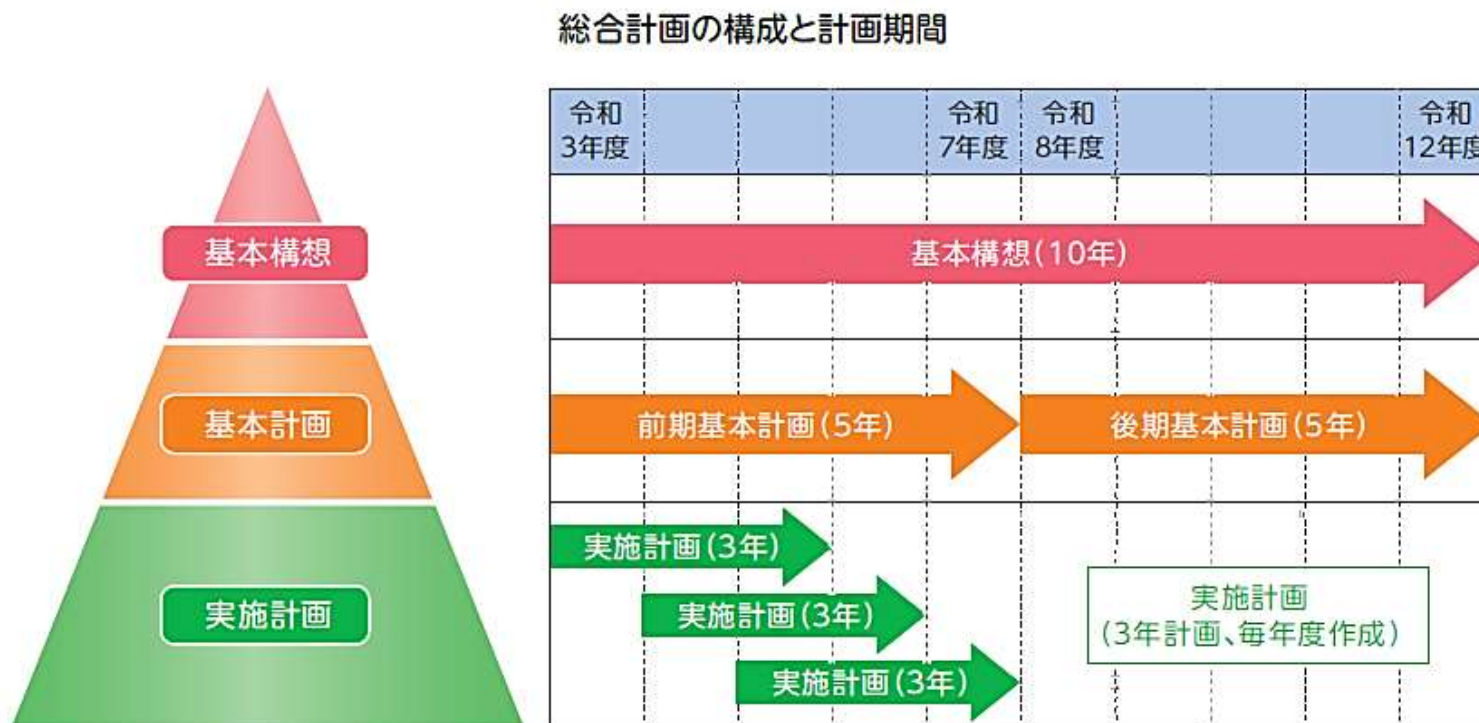 総合計画の構成と計画期間
令和
3年度
令和
7年度
令和
8年度
令和
12年度
基本構想
基本構想(10年)
基本計画
前期基本計画(5年)
後期基本計画(5年)
実施計画
実施計画(3年)
実施計画(3年)
実施計画(3年)
実施計画
(3年計画、毎年度作成)